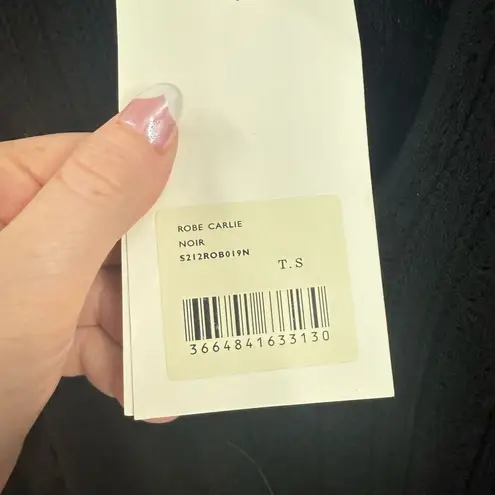 ROBE CARLIE
NOIR
S212ROB019N
T.S
3664841633130